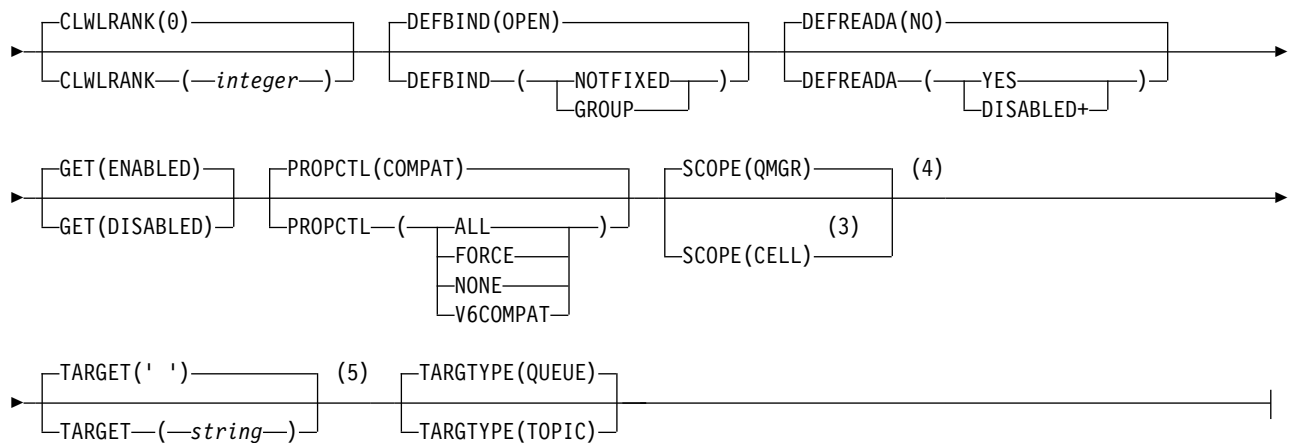 CLWLRANK(0) DEFBIND(OPEN) DEFREADA(NO)
CLWLRANK ( integer ) DEFBIND ( NOTFIXED ) DEFREADA ( YES )
GROUP DISABLED+
GET(ENABLED) PROPCTL(COMPAT) SCOPE(QMGR) (4)
GET(DISABLED) PROPCTL ( ALL ) (3)
FORCE SCOPE(CELL)
NONE
V6COMPAT
TARGET(' ') (5) TARGTYPE(QUEUE)
TARGET ( string ) TARGTYPE(TOPIC)